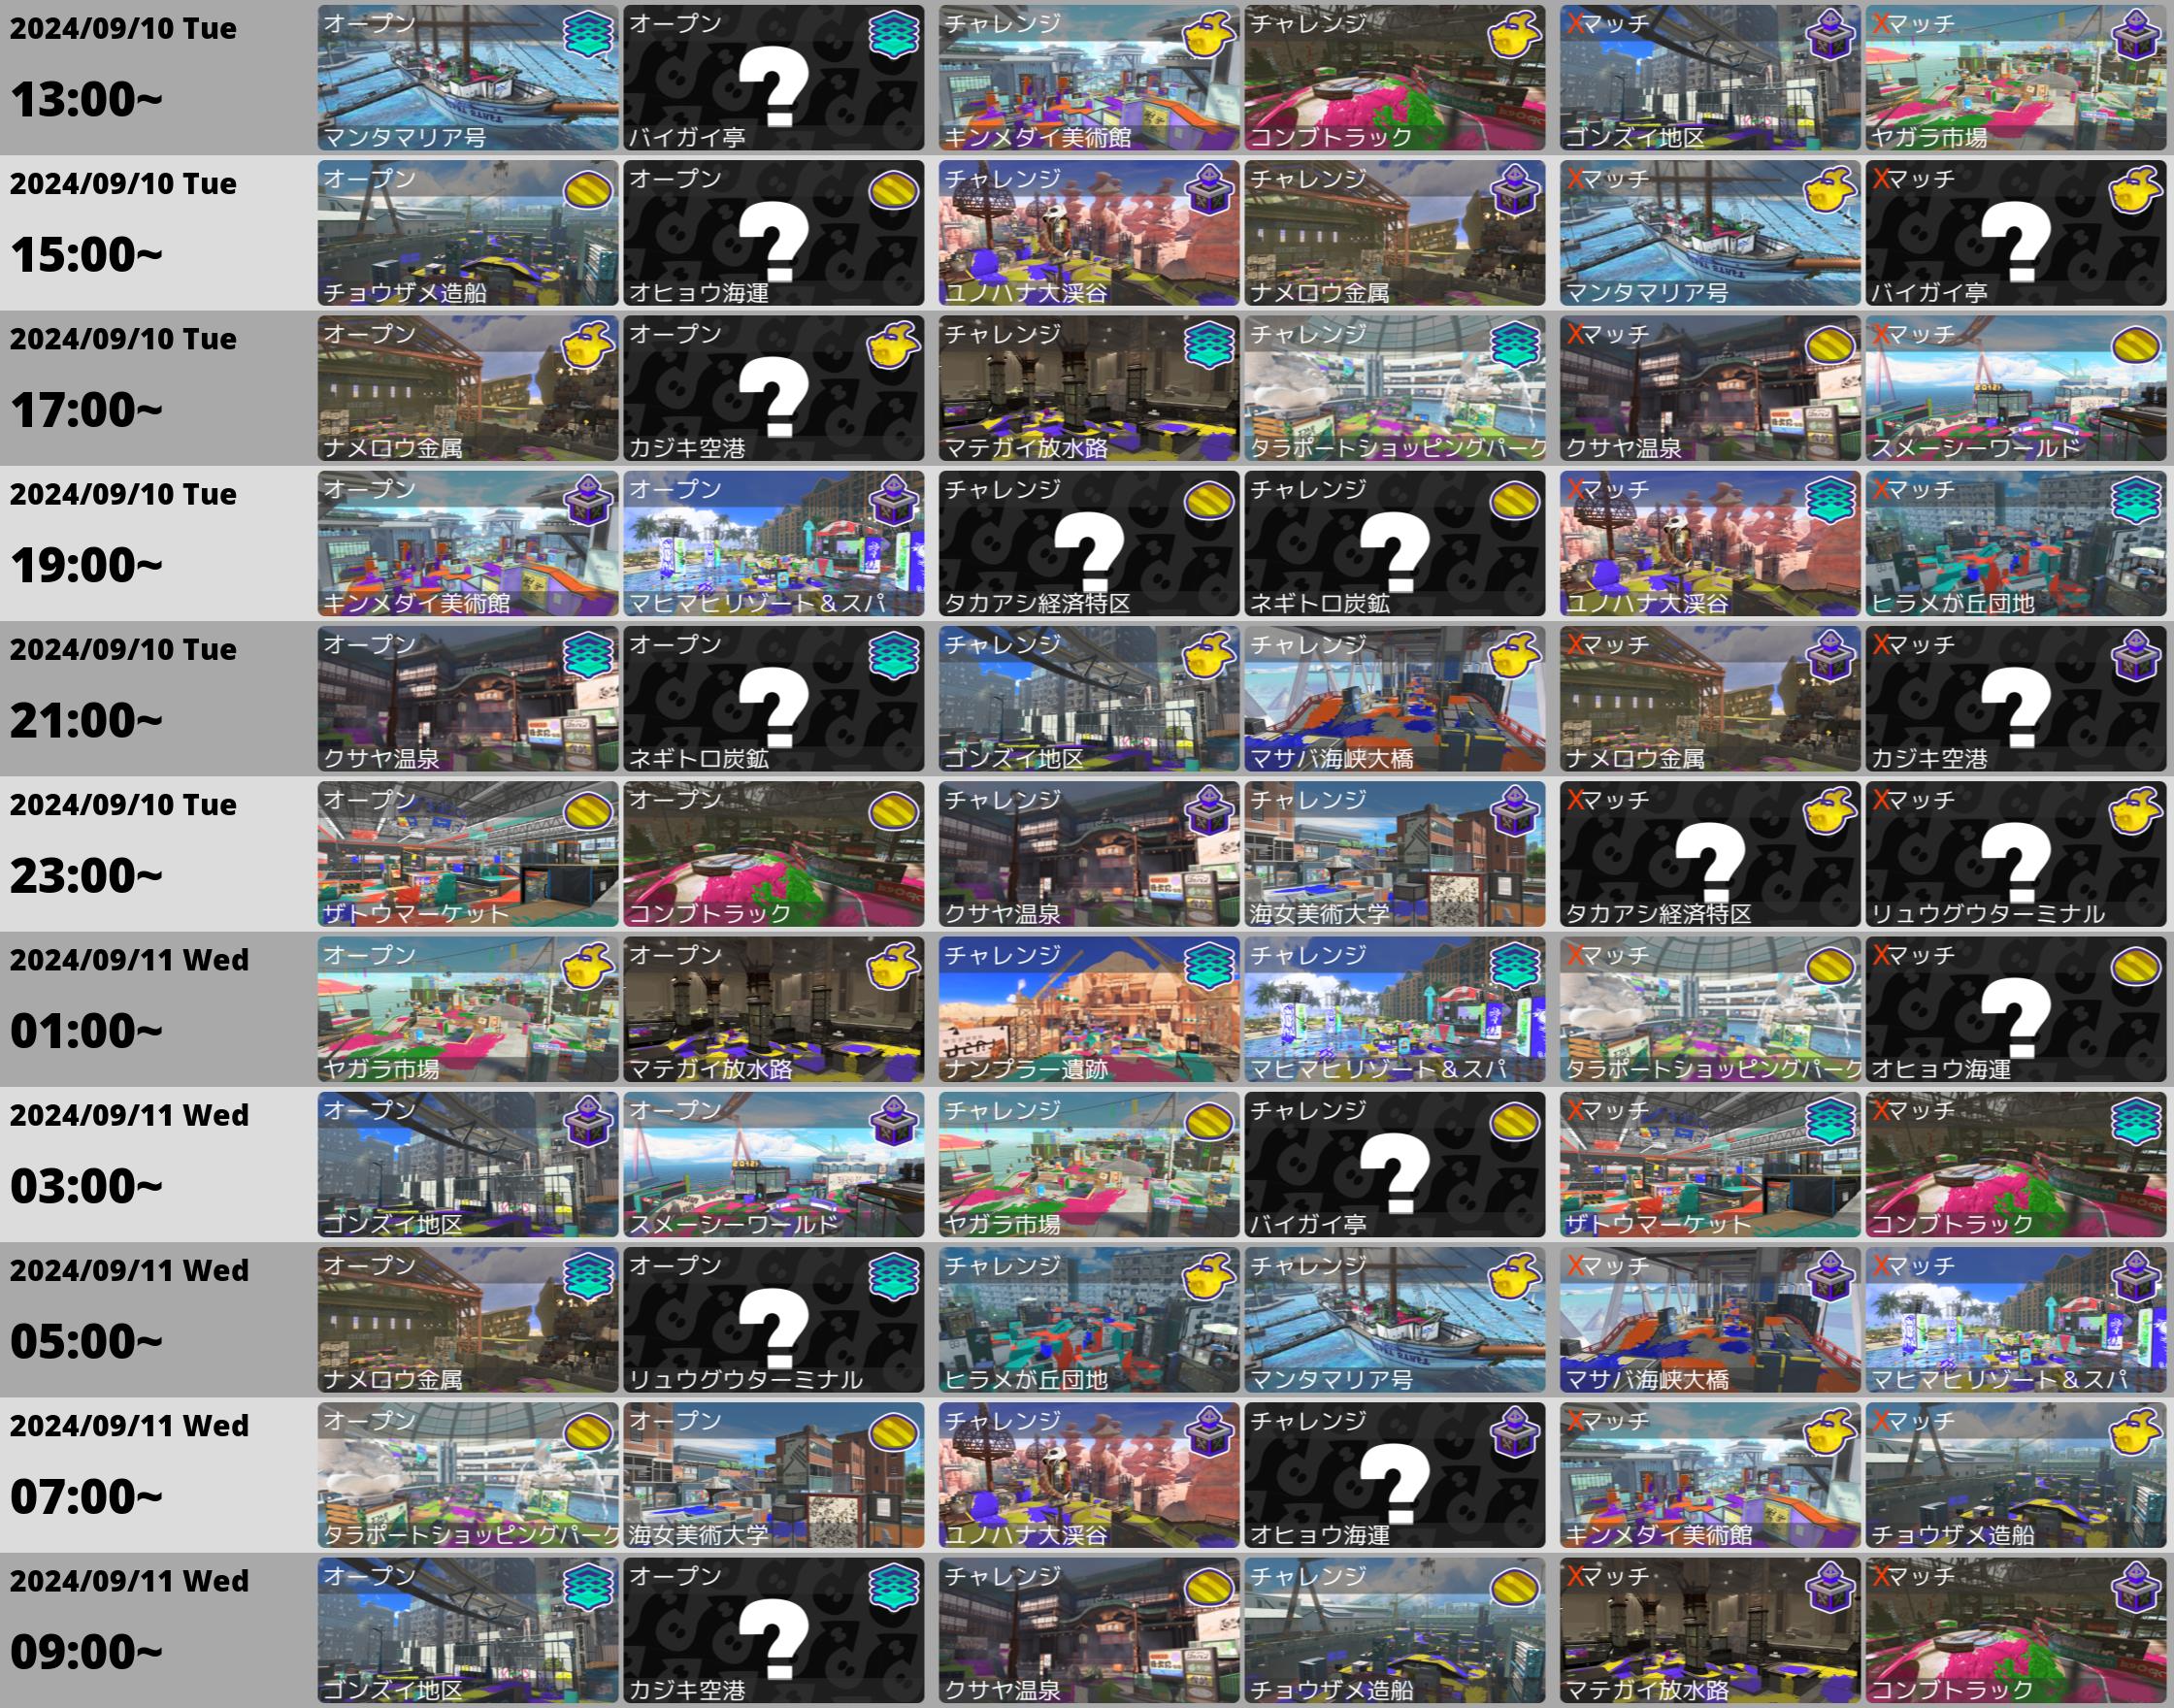 2024/09/10 Tue
13:00~
オープン
マンタマリア号
オープン
バイガイ亭
チャレンジ
キンメダイ美術館
チャレンジ
コンブトラック
Xマッチ
ゴンズイ地区
Xマッチ
ヤガラ市場
2024/09/10 Tue
15:00~
オープン
チョウザメ造船
オープン
オヒョウ海運
チャレンジ
ユノハナ大渓谷
チャレンジ
ナメロウ金属
Xマッチ
マンタマリア号
Xマッチ
バイガイ亭
2024/09/10 Tue
17:00~
オープン
ナメロウ金属
オープン
カジキ空港
チャレンジ
マテガイ放水路
チャレンジ
タラポートショッピングパーク
Xマッチ
クサヤ温泉
Xマッチ
スメーシーワールド
2024/09/10 Tue
19:00~
オープン
キンメダイ美術館
オープン
マヒマヒリゾート&スパ
チャレンジ
タカアシ経済特区
チャレンジ
ネギトロ炭鉱
Xマッチ
ユノハナ大渓谷
Xマッチ
ヒラメが丘団地
2024/09/10 Tue
21:00~
オープン
クサヤ温泉
オープン
ネギトロ炭鉱
チャレンジ
ゴンズイ地区
チャレンジ
マサバ海峡大橋
Xマッチ
ナメロウ金属
Xマッチ
カジキ空港
2024/09/10 Tue
23:00~
オープン
ザトウマーケット
オープン
コンブトラック
チャレンジ
クサヤ温泉
チャレンジ
海女美術大学
Xマッチ
タカアシ経済特区
Xマッチ
リュウグウターミナル
2024/09/11 Wed
01:00~
オープン
ヤガラ市場
オープン
マテガイ放水路
チャレンジ
ナンプラー遺跡
チャレンジ
マヒマヒリゾート&スパ
Xマッチ
タラポートショッピングパーク
Xマッチ
オヒョウ海運
2024/09/11 Wed
03:00~
オープン
ゴンズイ地区
オープン
スメーシーワールド
チャレンジ
ヤガラ市場
チャレンジ
バイガイ亭
Xマッチ
ザトウマーケット
Xマッチ
コンブトラック
2024/09/11 Wed
05:00~
オープン
ナメロウ金属
オープン
リュウグウターミナル
チャレンジ
ヒラメが丘団地
チャレンジ
マンタマリア号
Xマッチ
マサバ海峡大橋
Xマッチ
マヒマヒリゾート&スパ
2024/09/11 Wed
07:00~
オープン
タラポートショッピングパーク
オープン
海女美術大学
チャレンジ
ユノハナ大渓谷
チャレンジ
オヒョウ海運
Xマッチ
キンメダイ美術館
Xマッチ
チョウザメ造船
2024/09/11 Wed
09:00~
オープン
ゴンズイ地区
オープン
カジキ空港
チャレンジ
クサヤ温泉
チャレンジ
チョウザメ造船
Xマッチ
マテガイ放水路
Xマッチ
コンブトラック